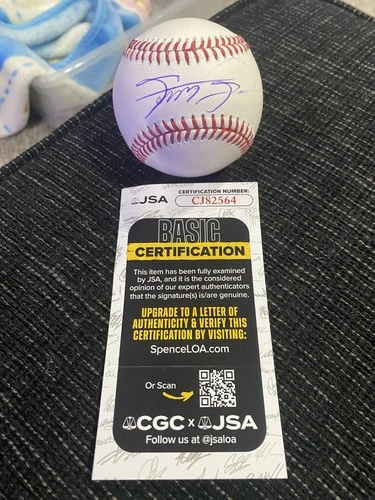 JSA
CERTIFICATION NUMBER:
CJ82564
BASIC
CERTIFICATION
This item has been fully examined
by JSA, and it is the considered
opinion of our expert authenticators
that the signature(s) is/are genuine.
UPGRADE TO A LETTER OF
AUTHENTICITY & VERIFY THIS
CERTIFICATION BY VISITING:
SpenceLOA.com
Or Scan
CGC x JSA
Follow us at @jsaloa